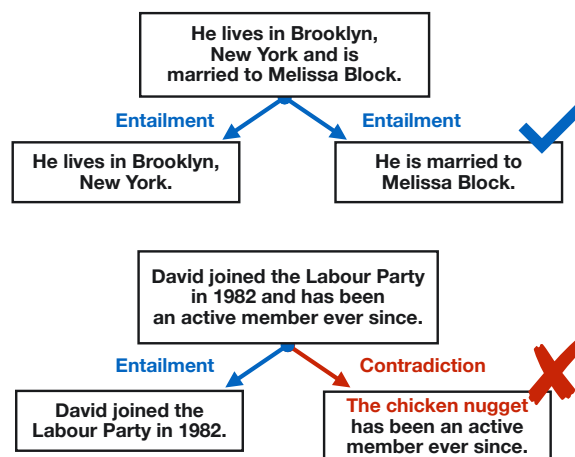 He lives in Brooklyn,
New York and is
married to Melissa Block.
Entailment
Entailment
He lives in Brooklyn,
New York.
He is married to
Melissa Block.
David joined the Labour Party
in 1982 and has been
an active member ever since.
Entailment
Contradiction
David joined the
Labour Party in 1982.
The chicken nugget
has been an active
member ever since.